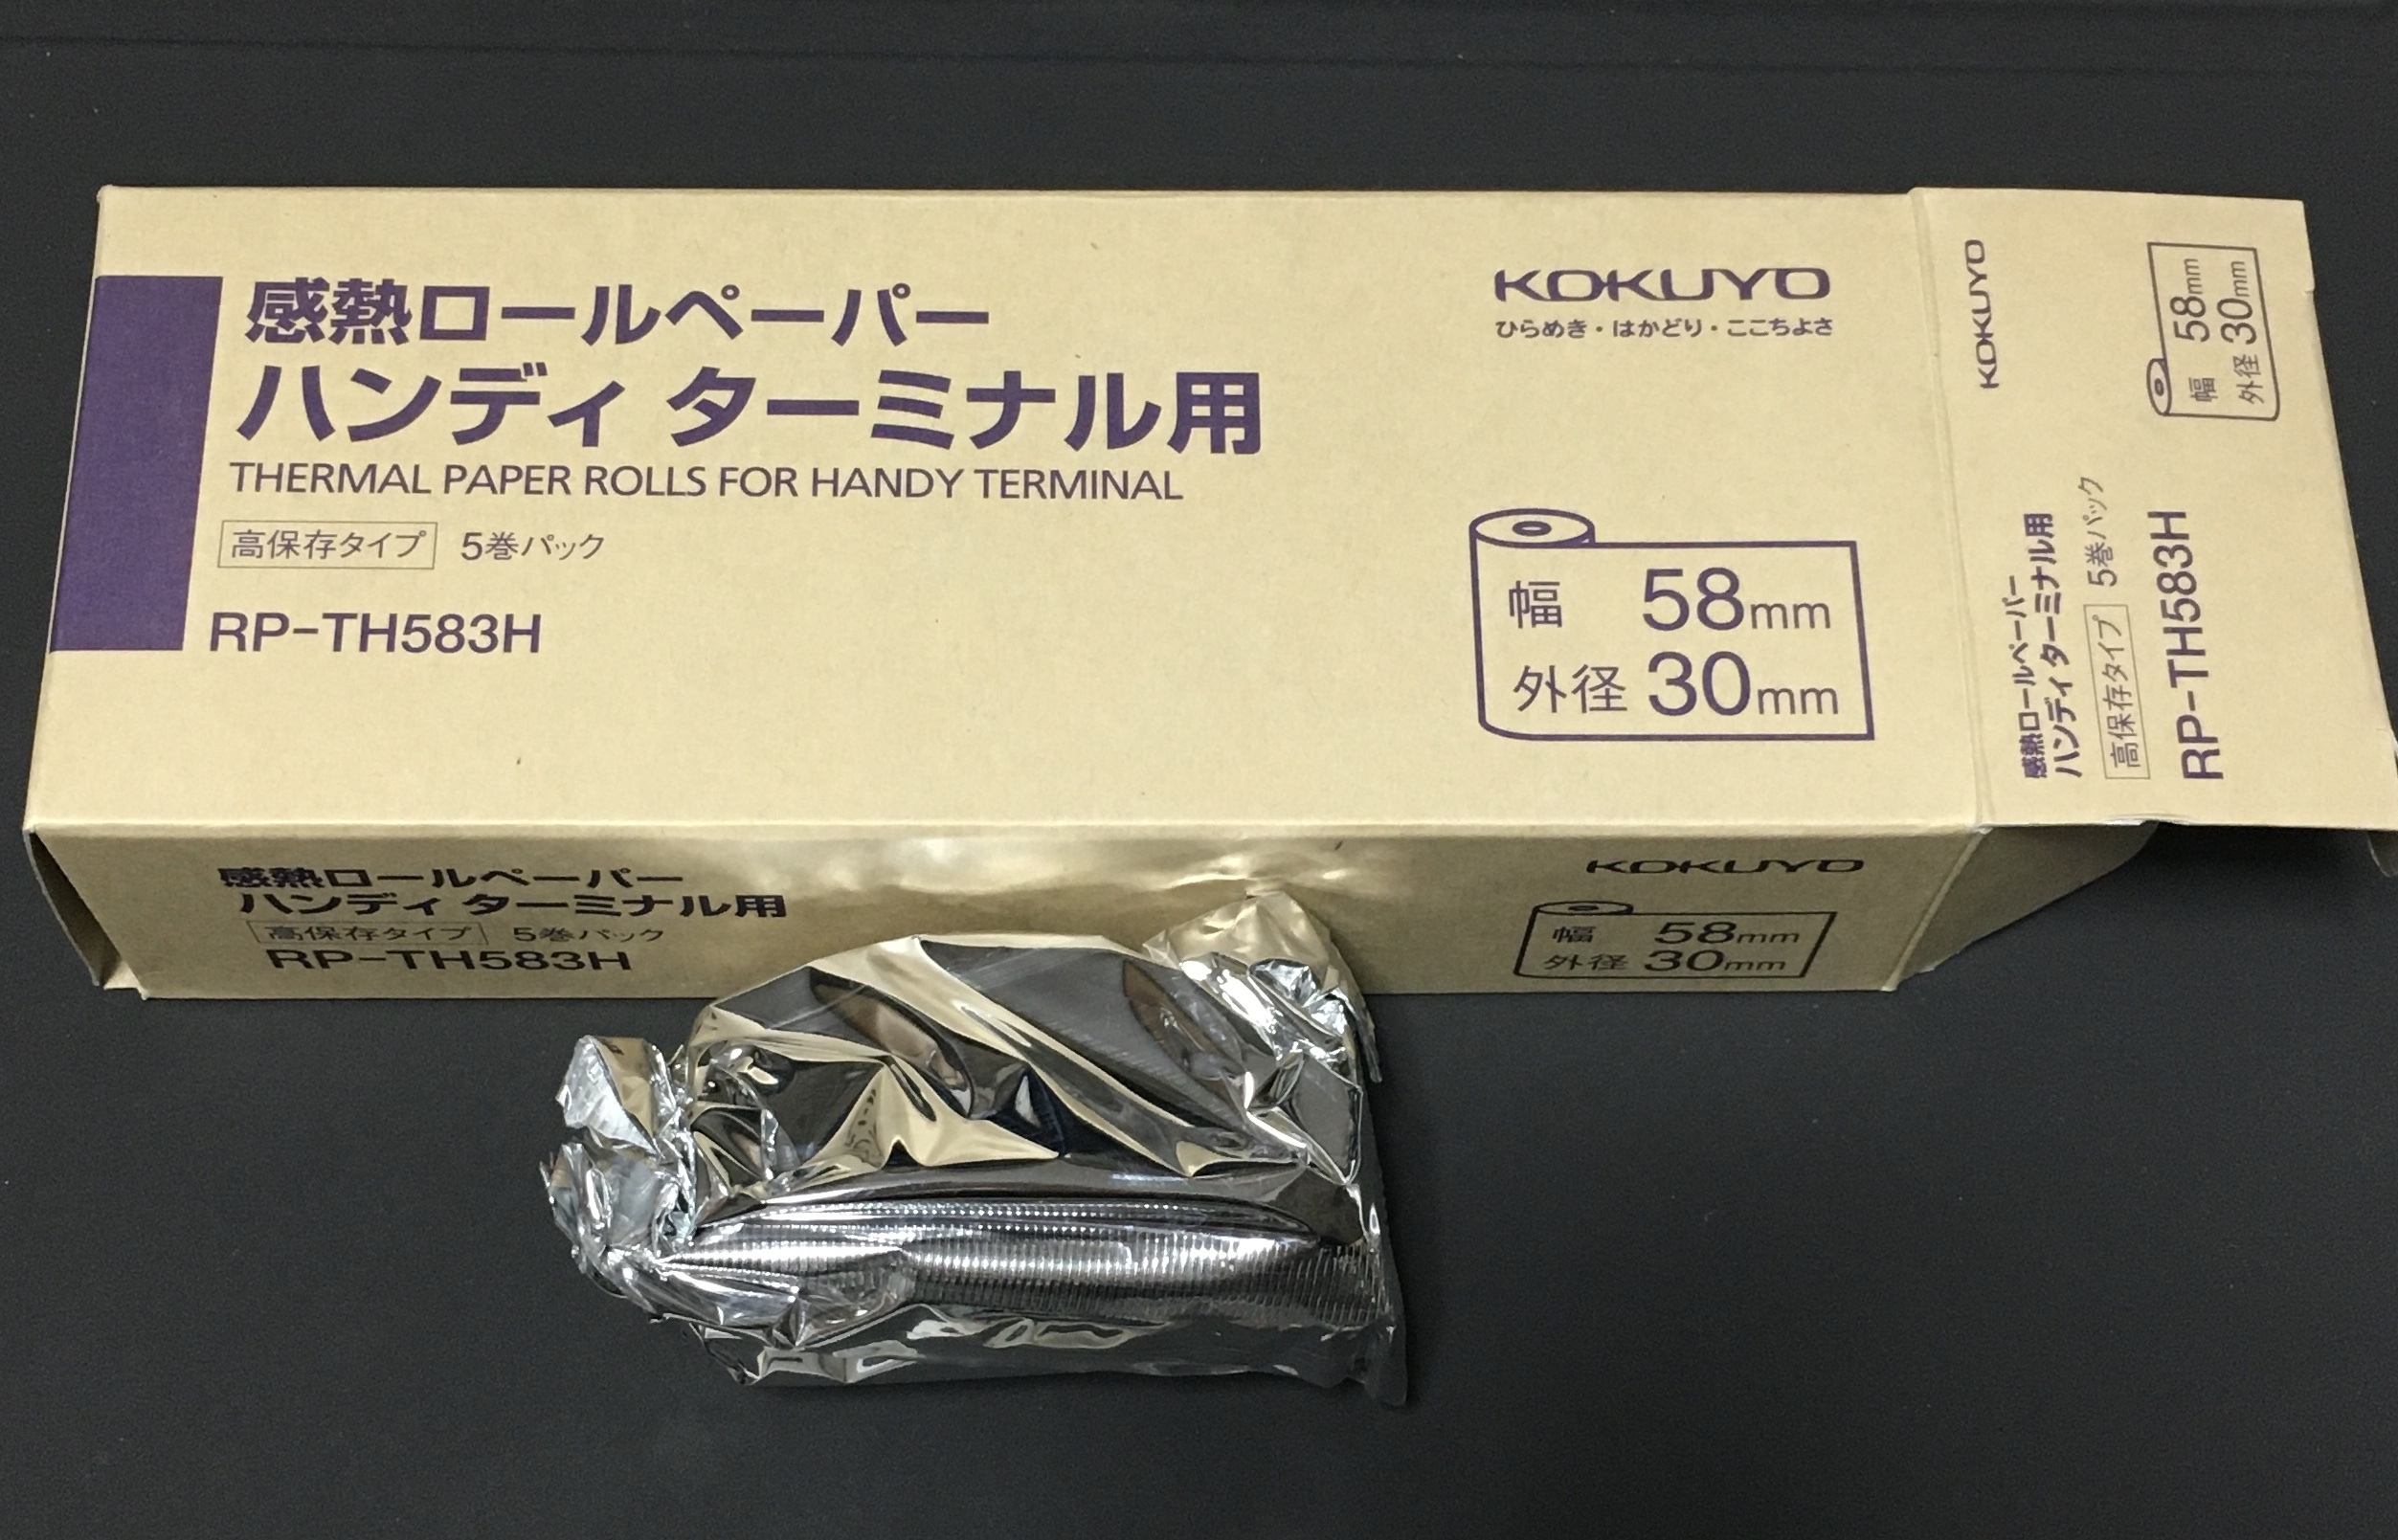 感熱ロールペーパー
ハンディ ターミナル用
THERMAL PAPER ROLLS FOR HANDY TERMINAL
高保存タイプ 5巻パック
RP-TH583H
KOKUYO
ひらめき・はかどり・ここちよさ
幅 58mm
外径 30mm
KOKUYO
幅 58mm
外径 30mm
感熱ロールペーパー
ハンディ ターミナル用
高保存タイプ 5巻パック
RP-TH583H
感熱ロールペーパー
ハンディ ターミナル用
高保存タイプ 5巻パック
RP-TH583H
KOKUYO
幅 58mm
外径 30mm